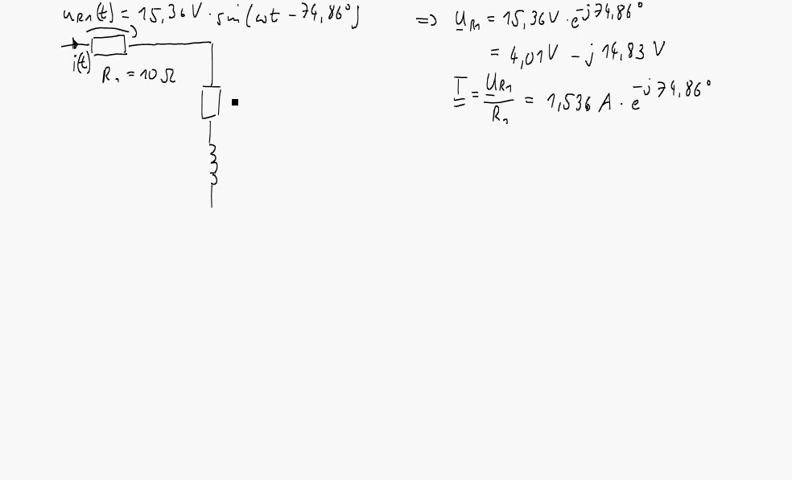 u_R1(t) = 15,36 V · sin(ωt - 74,86°)
i(t)
R_1 = 10 Ω
=> U_R1 = 15,36 V · e^-j74,86°
= 4,01 V - j 14,83 V
I = U_R1 / R_1 = 1,536 A · e^-j74,86°